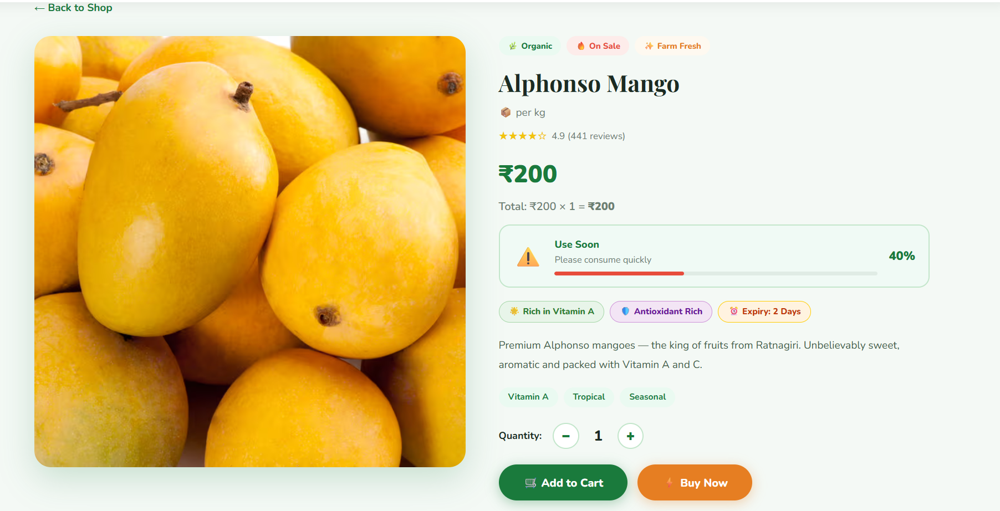 ← Back to Shop
Organic
On Sale
Farm Fresh
Alphonso Mango
per kg
★★★★☆ 4.9 (441 reviews)
₹200
Total: ₹200 × 1 = ₹200
Use Soon
Please consume quickly
40%
Rich in Vitamin A
Antioxidant Rich
Expiry: 2 Days
Premium Alphonso mangoes — the king of fruits from Ratnagiri. Unbelievably sweet,
aromatic and packed with Vitamin A and C.
Vitamin A
Tropical
Seasonal
Quantity: − 1 +
Add to Cart
Buy Now